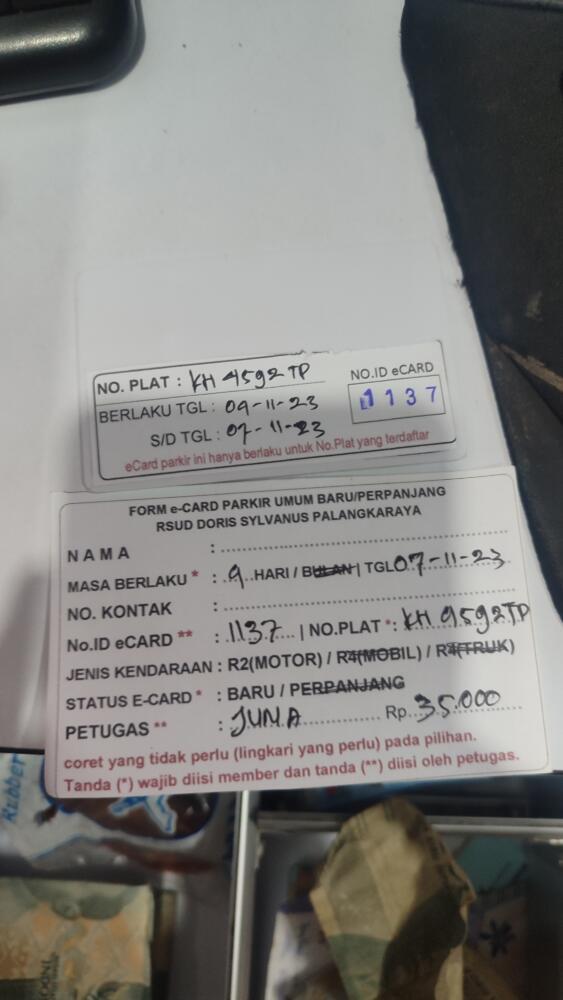 NO. PLAT : KH 9592 TP
NO.ID eCARD
1137
BERLAKU TGL : 09-11-23
S/D TGL : 07-11-23
eCard parkir ini hanya berlaku untuk No.Plat yang terdaftar
FORM e-CARD PARKIR UMUM BARU/PERPANJANG
RSUD DORIS SYLVANUS PALANGKARAYA
NAMA :
MASA BERLAKU * : 9 HARI / BULAN | TGL 07-11-23
NO. KONTAK :
No.ID eCARD ** : 1137 | NO.PLAT *: KH 9592 TP
JENIS KENDARAAN : R2(MOTOR) / R4(MOBIL) / R4(TRUK)
STATUS E-CARD * : BARU / PERPANJANG
PETUGAS ** : JUNA Rp. 35.000
coret yang tidak perlu (lingkari yang perlu) pada pilihan.
Tanda (*) wajib diisi member dan tanda (**) diisi oleh petugas.
Rubber